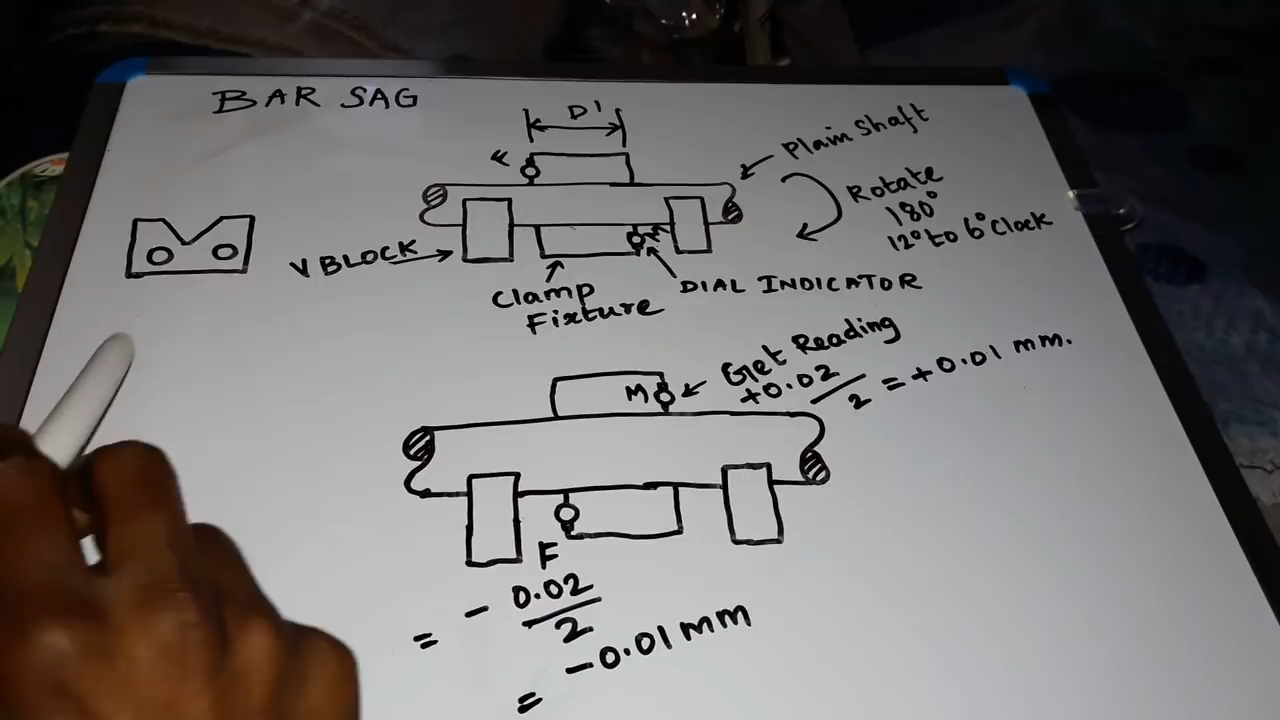 BAR SAG
D'
F
Plain Shaft
Rotate
180°
12° to 6° Clock
V BLOCK
M
Clamp
Fixture
DIAL INDICATOR
Get Reading
+0.02/2 = +0.01 mm.
M
F
= -0.02/2
= -0.01 mm